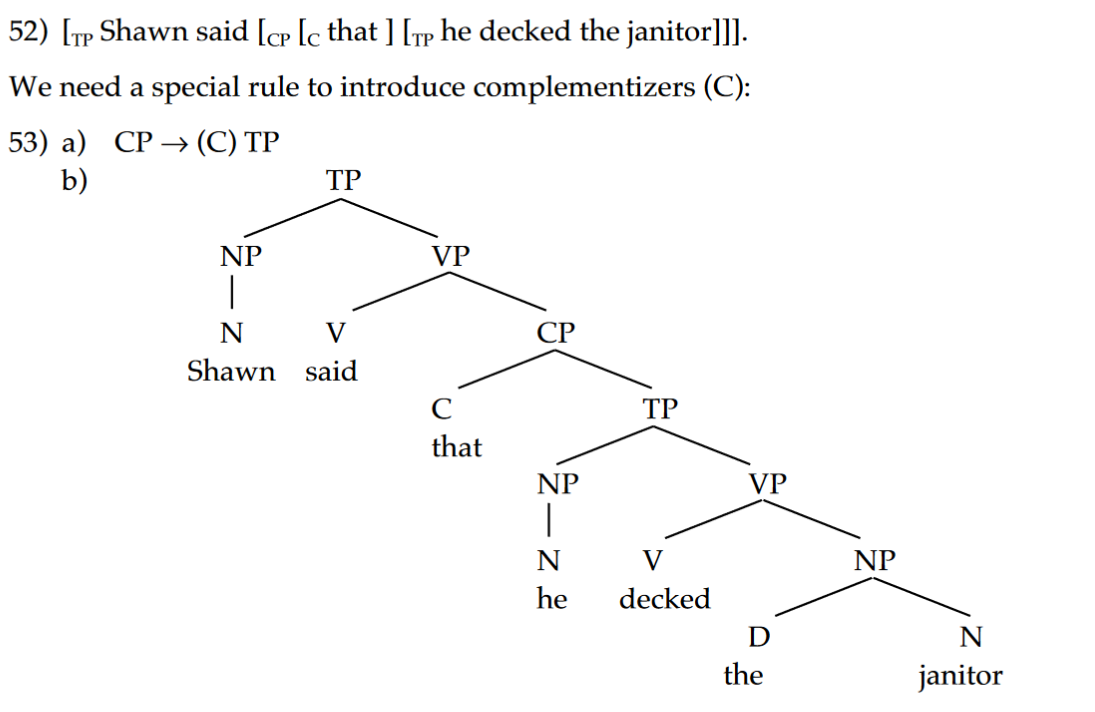 52) [TP Shawn said [CP [C that ] [TP he decked the janitor]]].
We need a special rule to introduce complementizers (C):
53) a) CP → (C) TP
b) TP
NP VP
N V CP
Shawn said
C TP
that
NP VP
N V NP
he decked
D N
the janitor